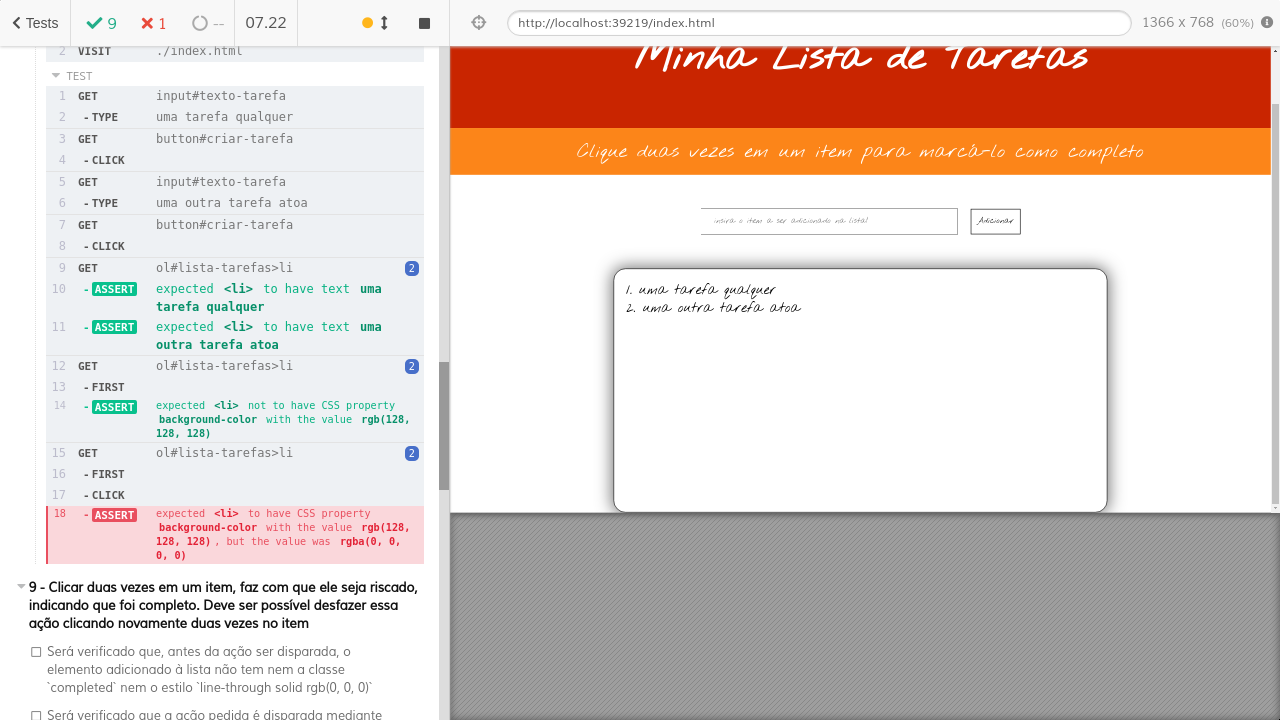 Tests
9
1
--
07.22
http://localhost:39219/index.html
1366 x 768 (60%)
2 VISIT ./index.html
TEST
1 GET input#texto-tarefa
2 -TYPE uma tarefa qualquer
3 GET button#criar-tarefa
4 -CLICK
5 GET input#texto-tarefa
6 -TYPE uma outra tarefa atoa
7 GET button#criar-tarefa
8 -CLICK
9 GET ol#lista-tarefas>li 2
10 -ASSERT expected <li> to have text uma
tarefa qualquer
11 -ASSERT expected <li> to have text uma
outra tarefa atoa
12 GET ol#lista-tarefas>li 2
13 -FIRST
14 -ASSERT expected <li> not to have CSS property
background-color with the value rgb(128,
128, 128)
15 GET ol#lista-tarefas>li 2
16 -FIRST
17 -CLICK
18 -ASSERT expected <li> to have CSS property
background-color with the value rgb(128,
128, 128) , but the value was rgba(0, 0,
0, 0)
9 - Clicar duas vezes em um item, faz com que ele seja riscado,
indicando que foi completo. Deve ser possível desfazer essa
ação clicando novamente duas vezes no item
Será verificado que, antes da ação ser disparada, o
elemento adicionado à lista não tem nem a classe
`completed` nem o estilo `line-through solid rgb(0, 0, 0)`
Será verificado que a ação pedida é disparada mediante
Minha Lista de Tarefas
Clique duas vezes em um item para marcá-lo como completo
insira o item a ser adicionado na lista!
Adicionar
1. uma tarefa qualquer
2. uma outra tarefa atoa